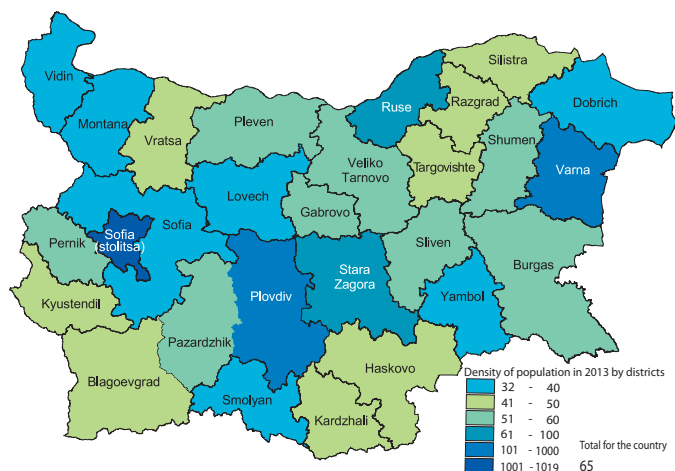 Silistra
Vidin
Ruse
Razgrad
Dobrich
Montana
Pleven
Vratsa
Shumen
Veliko
Tarnovo
Targovishte
Varna
Lovech
Gabrovo
Sofia
(stolitsa)
Sofia
Pernik
Sliven
Burgas
Stara
Zagora
Plovdiv
Yambol
Kyustendil
Pazardzhik
Haskovo
Blagoevgrad
Smolyan
Kardzhali
Density of population in 2013 by districts
32 - 40
41 - 50
51 - 60
61 - 100
101 - 1000
1001 - 1019
Total for the country
65